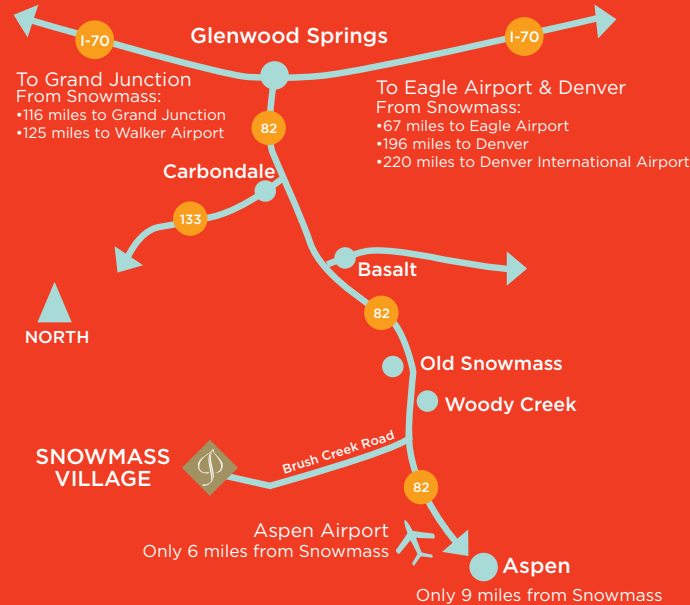 I-70
Glenwood Springs
I-70
To Grand Junction
From Snowmass:
•116 miles to Grand Junction
•125 miles to Walker Airport
To Eagle Airport & Denver
From Snowmass:
•67 miles to Eagle Airport
•196 miles to Denver
•220 miles to Denver International Airport
82
Carbondale
133
Basalt
82
NORTH
Old Snowmass
Woody Creek
Brush Creek Road
SNOWMASS
VILLAGE
82
Aspen Airport
Only 6 miles from Snowmass
Aspen
Only 9 miles from Snowmass